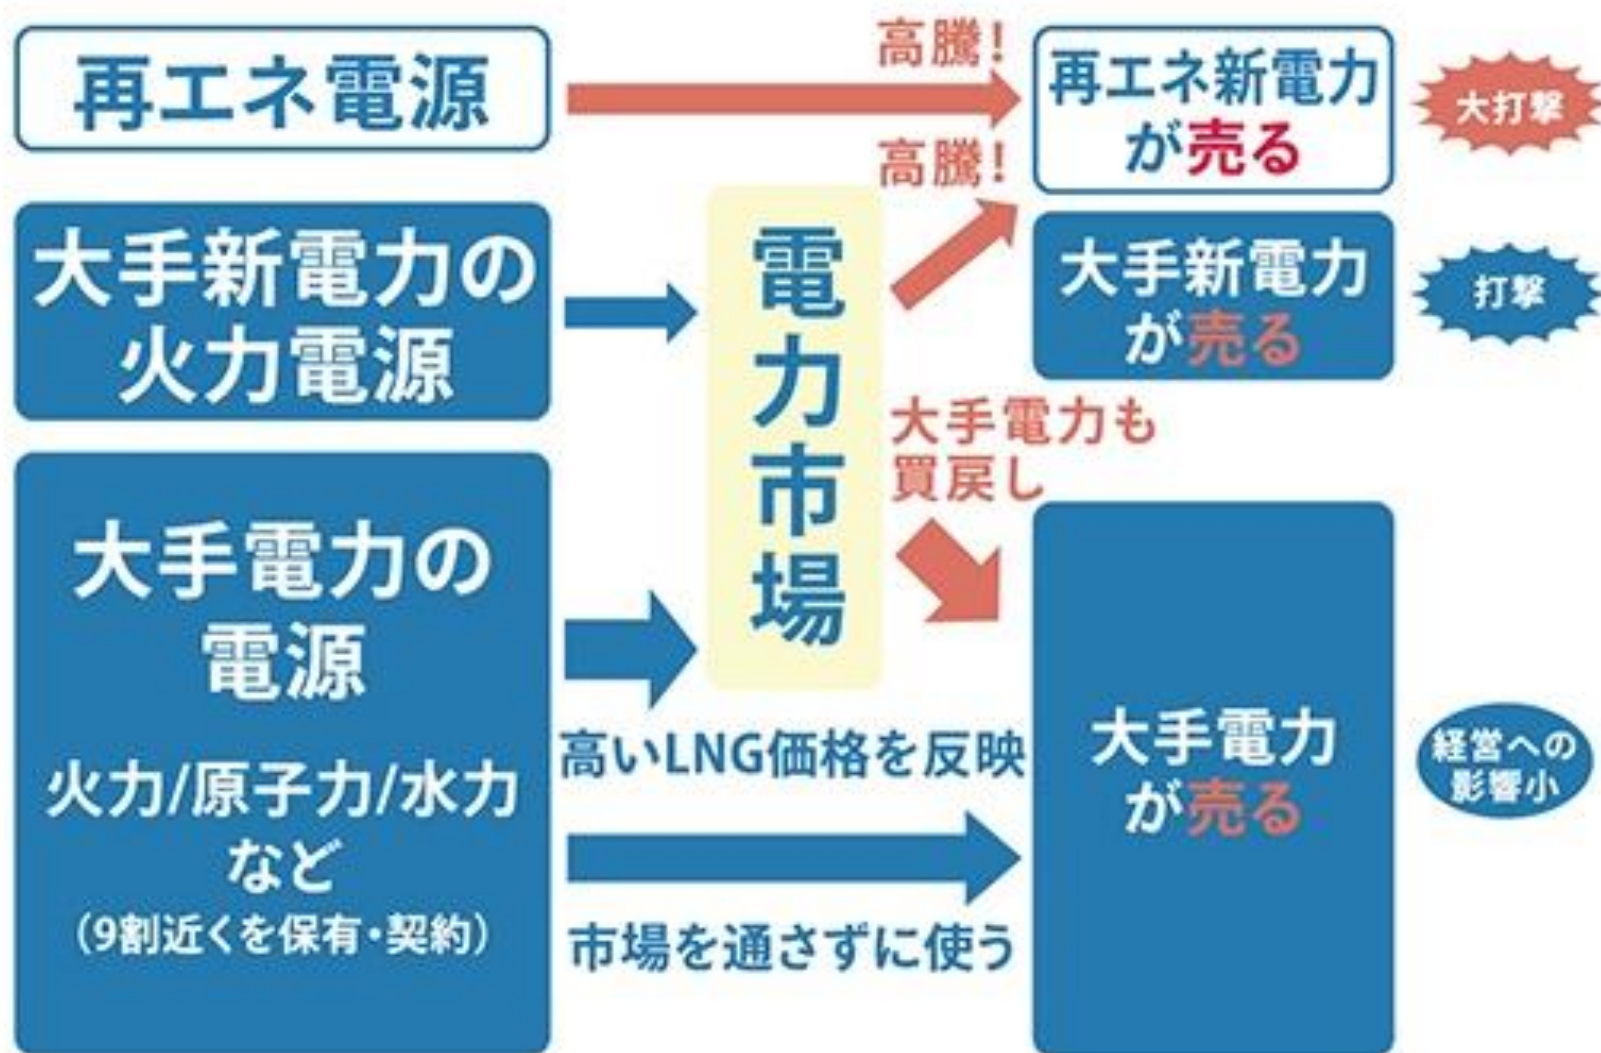 再エネ電源
高騰!
再エネ新電力
が売る
大打撃
高騰!
大手新電力の
火力電源
電力市場
大手新電力
が売る
打撃
大手電力も
買戻し
大手電力の
電源
火力/原子力/水力
など
(9割近くを保有・契約)
高いLNG価格を反映
市場を通さずに使う
大手電力
が売る
経営への
影響小